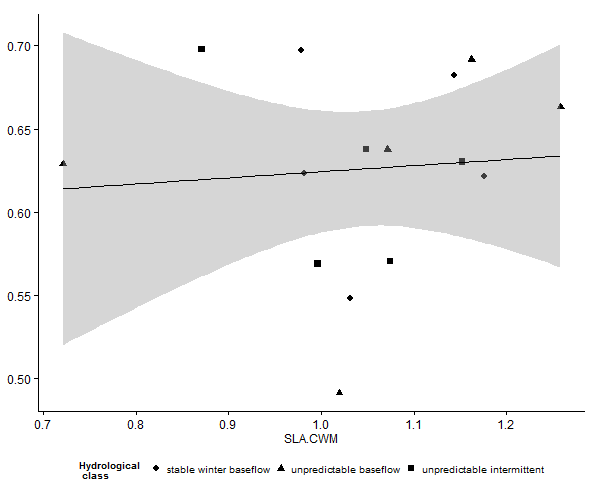 0.70
0.65
0.60
0.55
0.50
0.7 0.8 0.9 1.0 1.1 1.2
SLA.CWM
Hydrological
class
stable winter baseflow unpredictable baseflow unpredictable intermittent